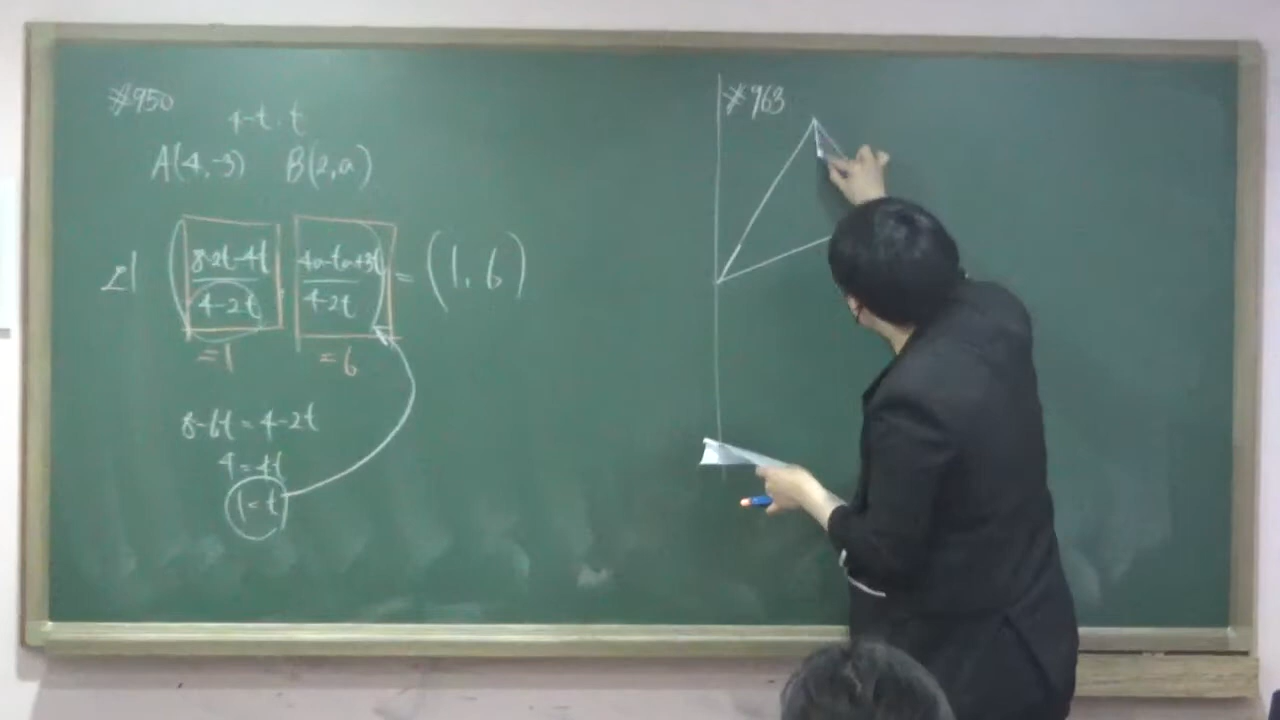 ※950
4-t, t
A(4,-3) B(2,a)
(8-2t-4t / 4-2t , 4a-ta+3t / 4-2t) = (1, 6)
=1 =6
8-6t = 4-2t
4=4t
1=t
※963